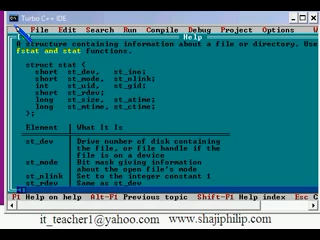 Turbo C++ IDE
File Edit Search Run Compile Debug Project Options W
Help
A structure containing information about a file or directory. Use
fstat and stat functions.
struct stat {
short st_dev, st_ino;
short st_mode, st_nlink;
int st_uid, st_gid;
short st_rdev;
long st_size, st_atime;
long st_mtime, st_ctime;
};
Element What It Is
st_dev Drive number of disk containing
the file, or file handle if the
file is on a device
st_mode Bit mask giving information
about the open file's mode
st_nlink Set to the integer constant 1
st_rdev Same as st_dev
F1 Help on help Alt-F1 Previous topic Shift-F1 Help index Esc C
it_teacher1@yahoo.com www.shajiphilip.com